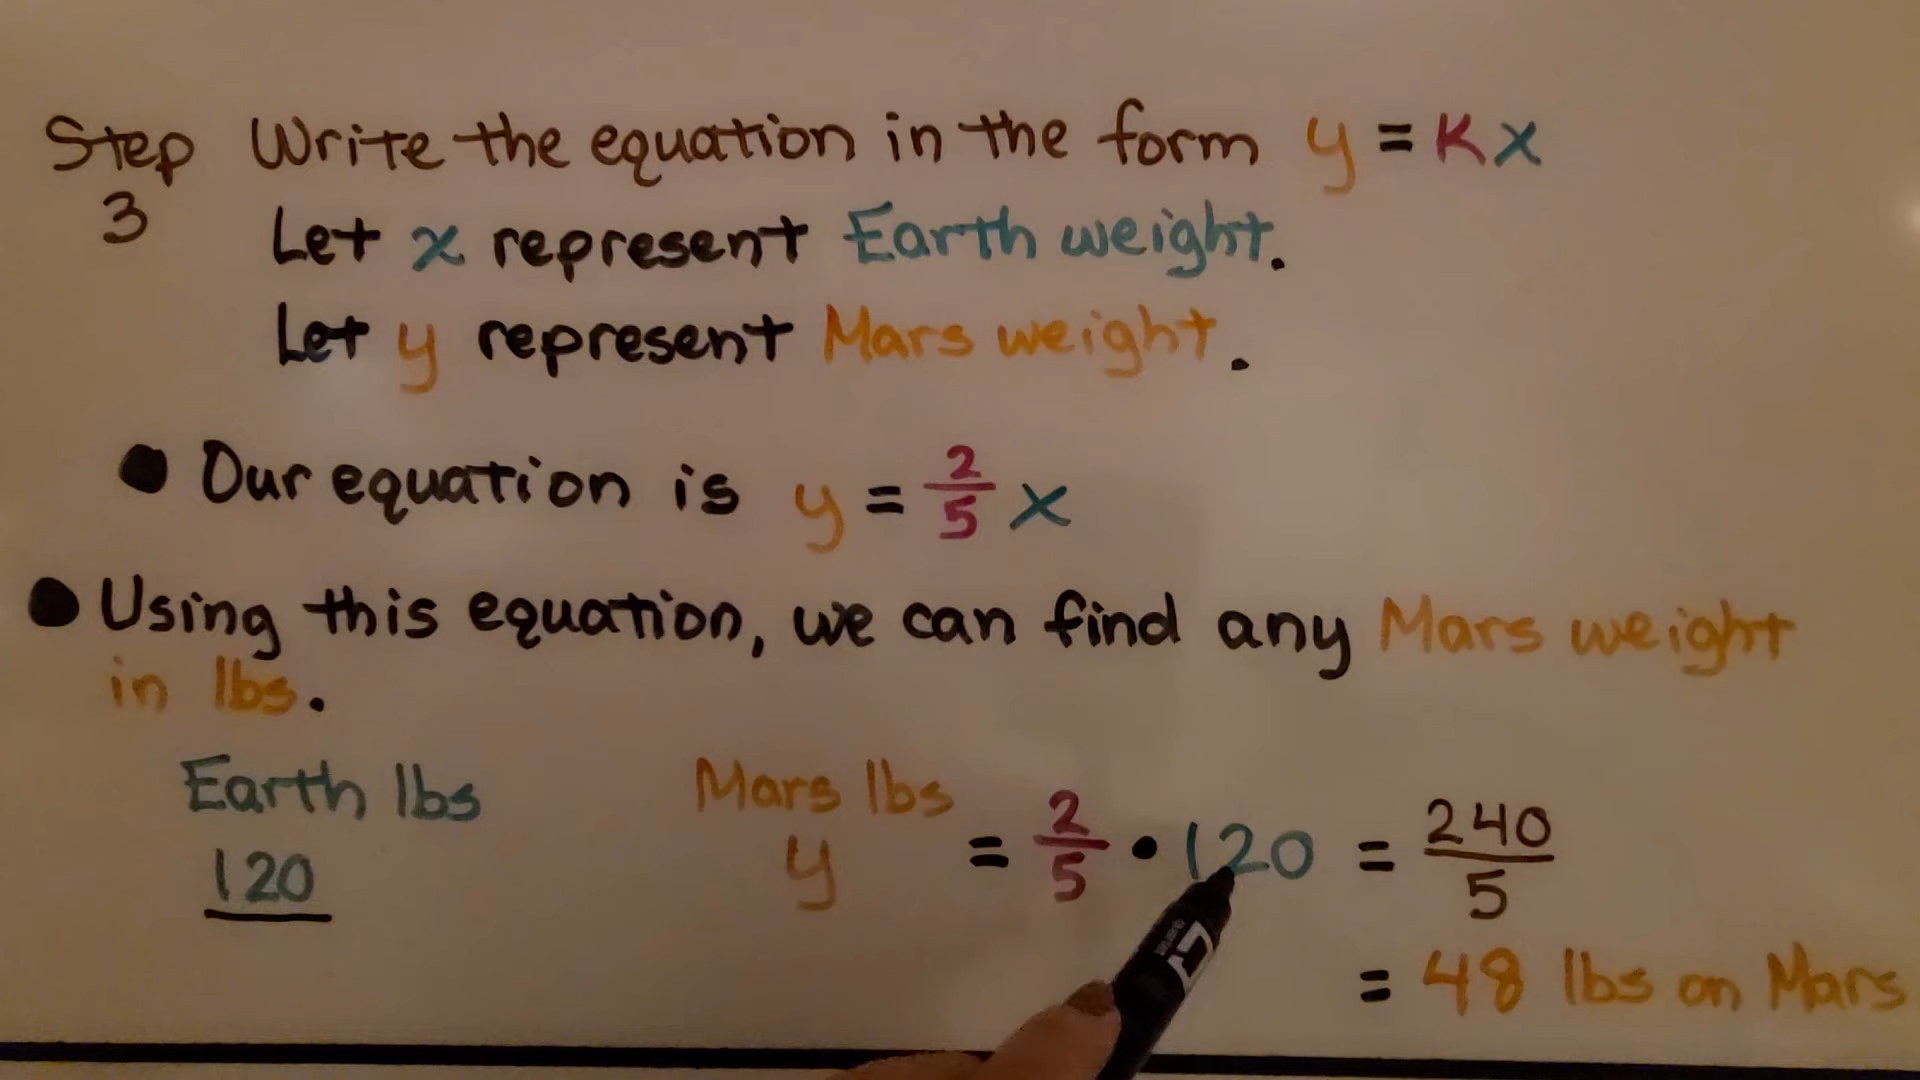 Step 3 Write the equation in the form y = Kx
Let x represent Earth weight.
Let y represent Mars weight.
● Our equation is y = 2/5 x
● Using this equation, we can find any Mars weight
in lbs.
Earth lbs Mars lbs
120 y = 2/5 • 120 = 240/5
= 48 lbs on Mars